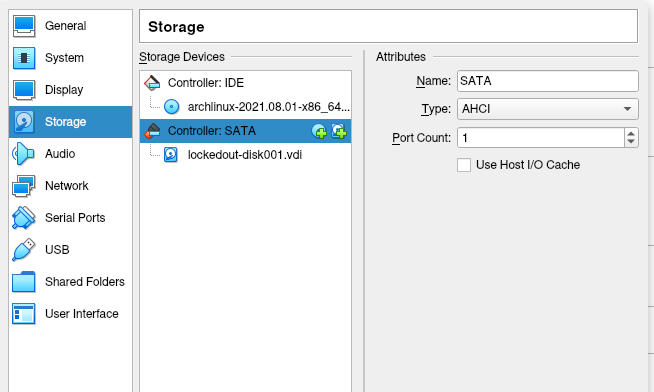 General
System
Display
Storage
Audio
Network
Serial Ports
USB
Shared Folders
User Interface
Storage
Storage Devices
Controller: IDE
archlinux-2021.08.01-x86_64...
Controller: SATA
lockedout-disk001.vdi
Attributes
Name: SATA
Type: AHCI
Port Count: 1
Use Host I/O Cache